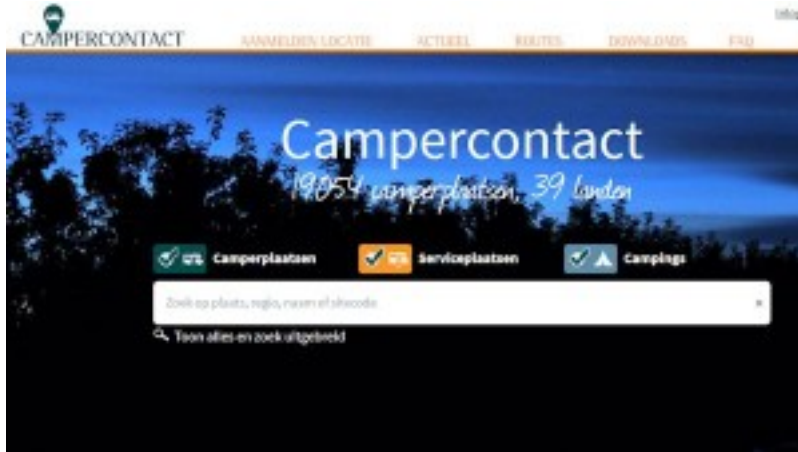 CAMPERCONTACT
AANMELDEN LOCATIE ACTUEEL ROUTES DOWNLOADS FAQ
Campercontact
19054 camperplaatsen, 39 landen
Camperplaatsen Serviceplaatsen Campings
Zoek op plaats, regio, naam of sitecode
Toon alles en zoek uitgebreid